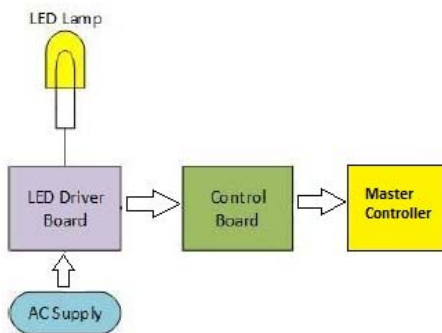 LED Lamp
LED Driver
Board
Control
Board
Master
Controller
AC Supply